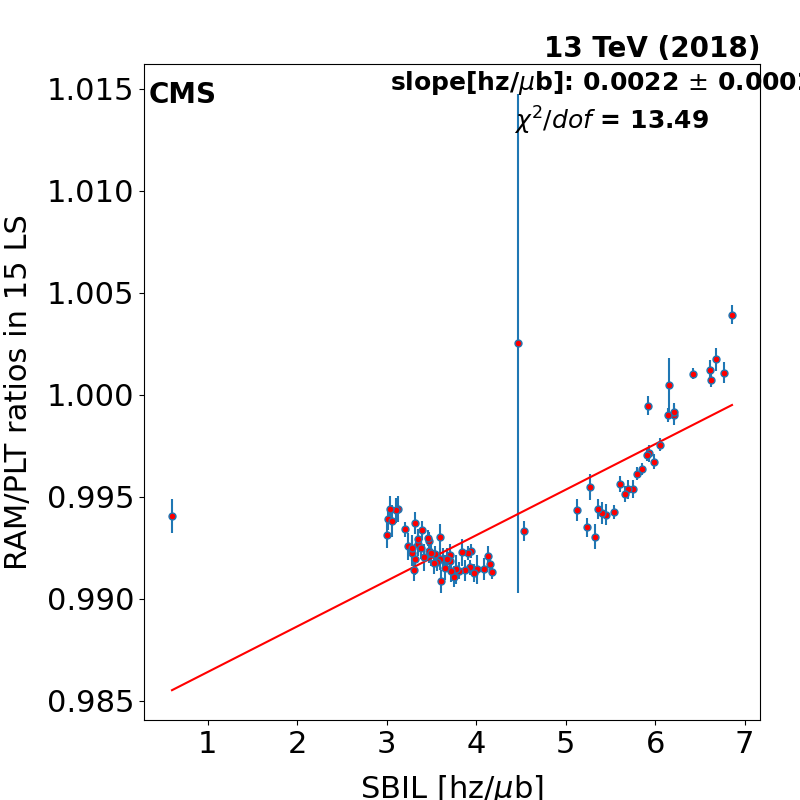 13 TeV (2018)
CMS
slope[hz/μb]: 0.0022 ± 0.000
χ²/dof = 13.49
RAM/PLT ratios in 15 LS
1.015
1.010
1.005
1.000
0.995
0.990
0.985
1 2 3 4 5 6 7
SBIL [hz/μb]